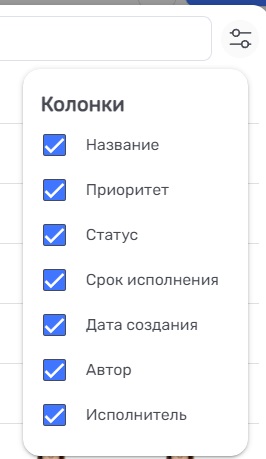 Колонки
Название
Приоритет
Статус
Срок исполнения
Дата создания
Автор
Исполнитель